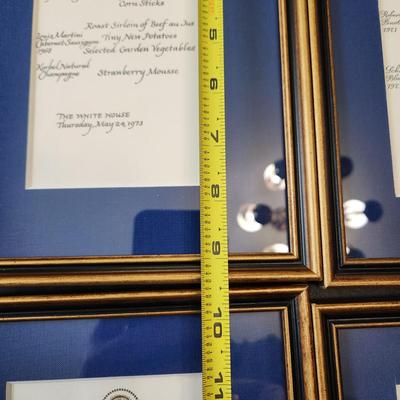 Corn Sticks
Roast Sirloin of Beef au Jus
Louis Martini
Cabernet Sauvignon
1968
Tiny New Potatoes
Selected Garden Vegetables
Korbel Natural
Champagne
Strawberry Mousse
THE WHITE HOUSE
Thursday, May 24, 1973
5
6
7
8
9
10